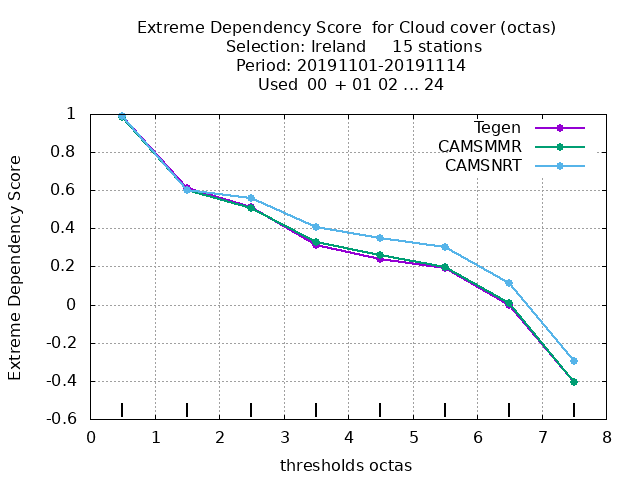 Extreme Dependency Score  for Cloud cover (octas)
Selection: Ireland     15 stations
Period: 20191101-20191114
Used  00  + 01 02 ... 24
Tegen
CAMSMMR
CAMSNRT
Extreme Dependency Score
1
0.8
0.6
0.4
0.2
0
-0.2
-0.4
-0.6
0 1 2 3 4 5 6 7 8
thresholds octas